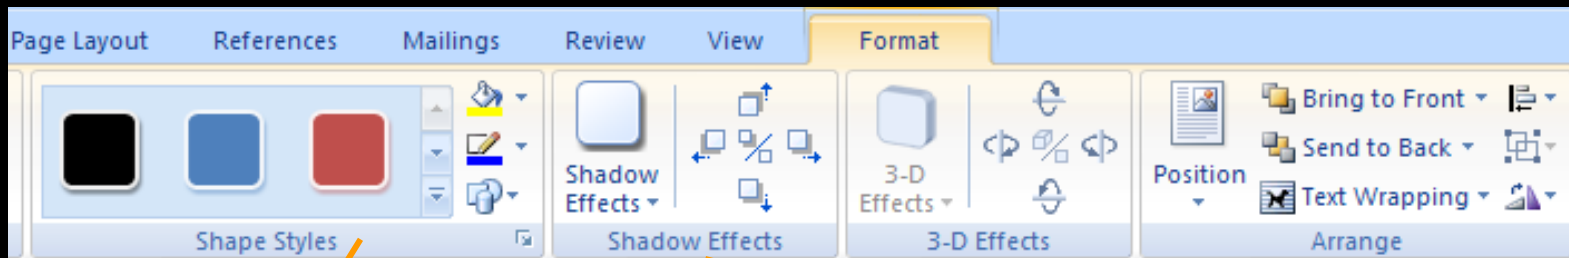 Page Layout References Mailings Review View Format
Bring to Front
Send to Back
Shadow
Effects
3-D
Effects
Position
Text Wrapping
Shape Styles Shadow Effects 3-D Effects Arrange